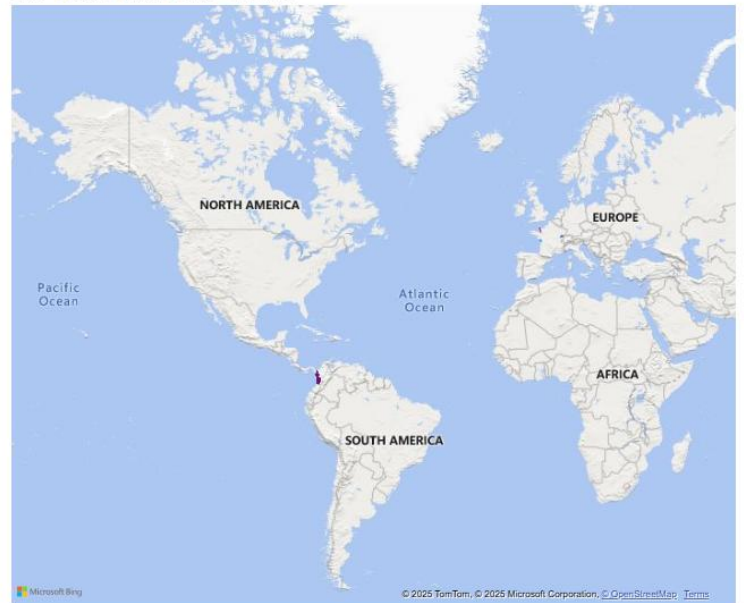 NORTH AMERICA
EUROPE
Pacific
Ocean
Atlantic
Ocean
AFRICA
SOUTH AMERICA
Microsoft Bing
© 2025 TomTom, © 2025 Microsoft Corporation, © OpenStreetMap Terms